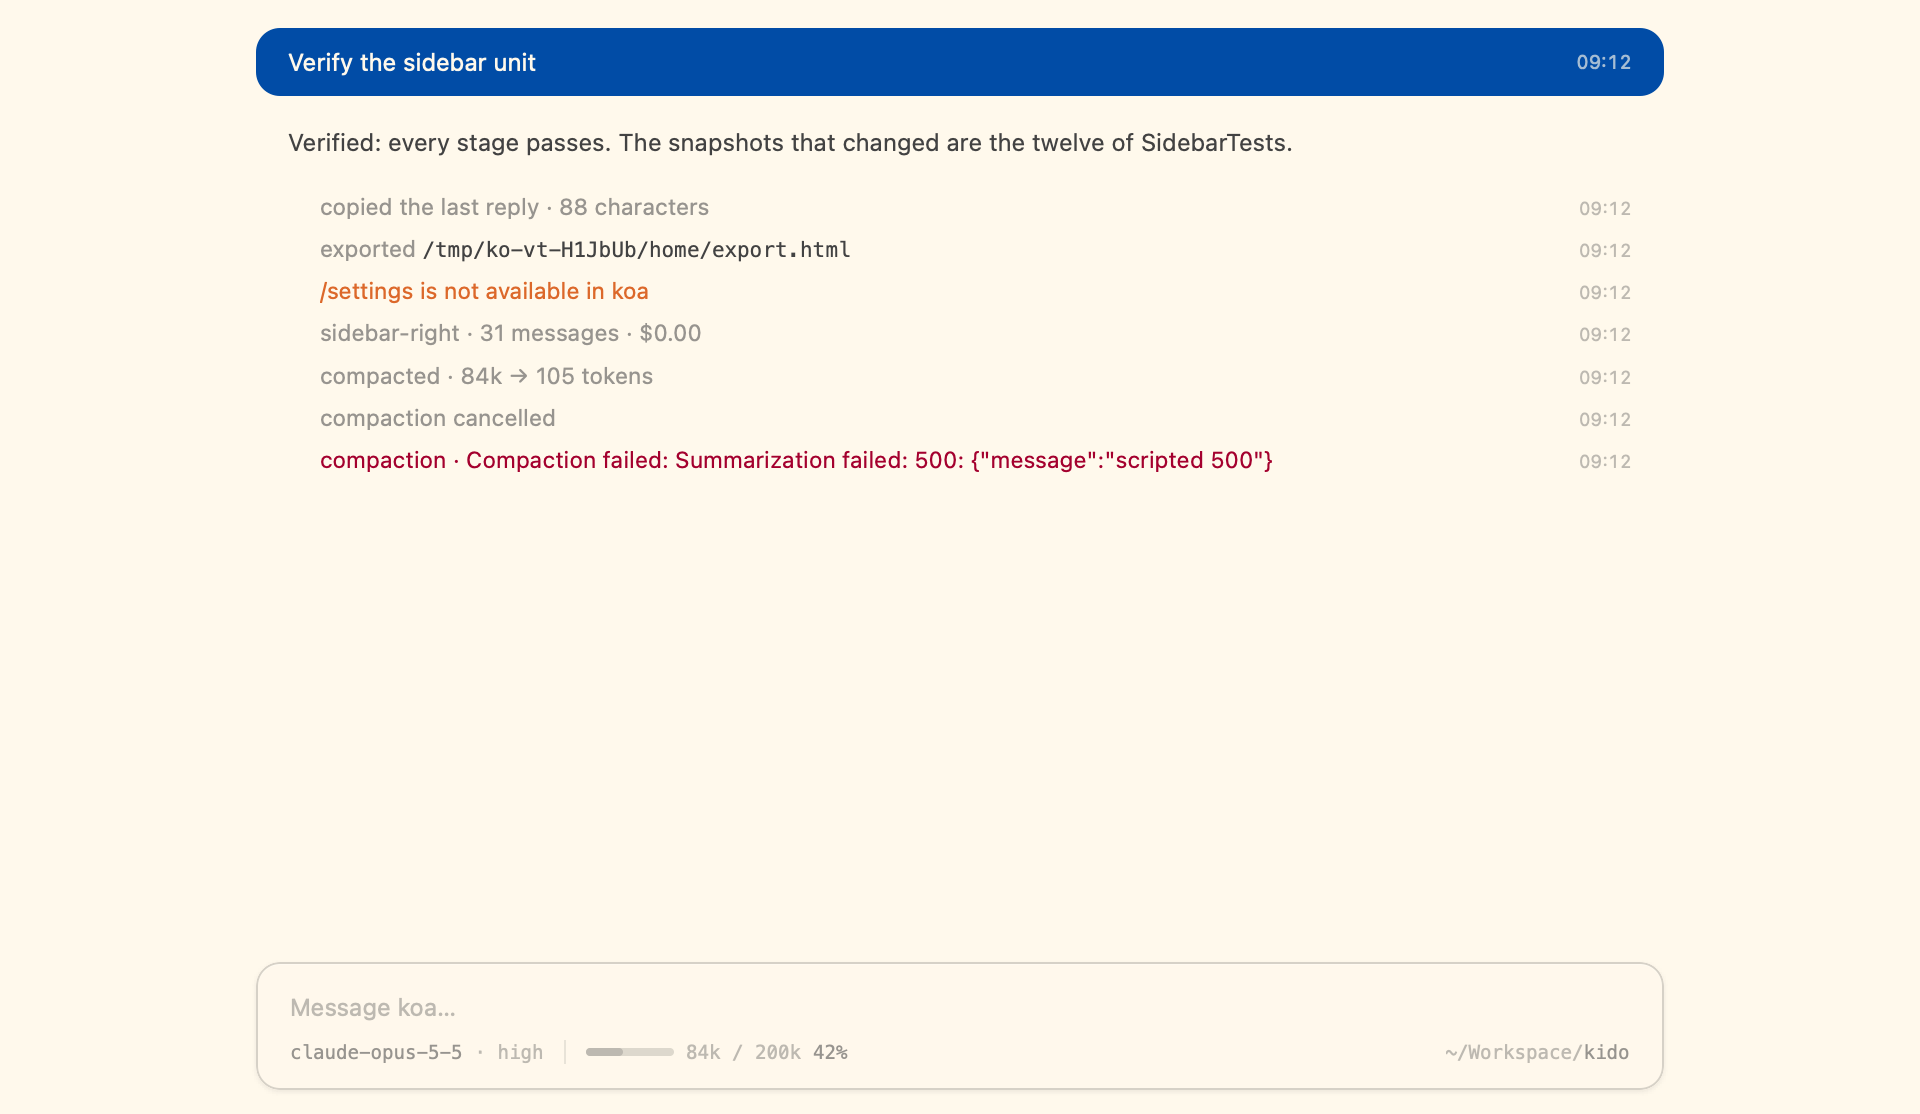 Verify the sidebar unit 09:12
Verified: every stage passes. The snapshots that changed are the twelve of SidebarTests.
copied the last reply · 88 characters 09:12
exported /tmp/ko-vt-H1JbUb/home/export.html 09:12
/settings is not available in koa 09:12
sidebar-right · 31 messages · $0.00 09:12
compacted · 84k → 105 tokens 09:12
compaction cancelled 09:12
compaction · Compaction failed: Summarization failed: 500: {"message":"scripted 500"} 09:12
Message koa...
claude-opus-5-5 · high 84k / 200k 42% ~/Workspace/kido